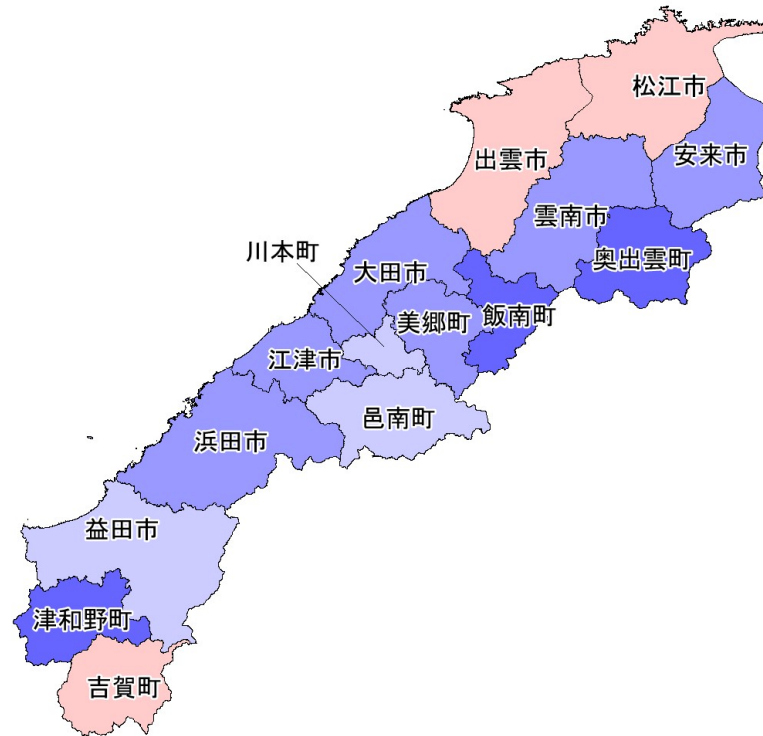 松江市
出雲市
安来市
雲南市
川本町
大田市
奥出雲町
美郷町
飯南町
江津市
邑南町
浜田市
益田市
津和野町
吉賀町